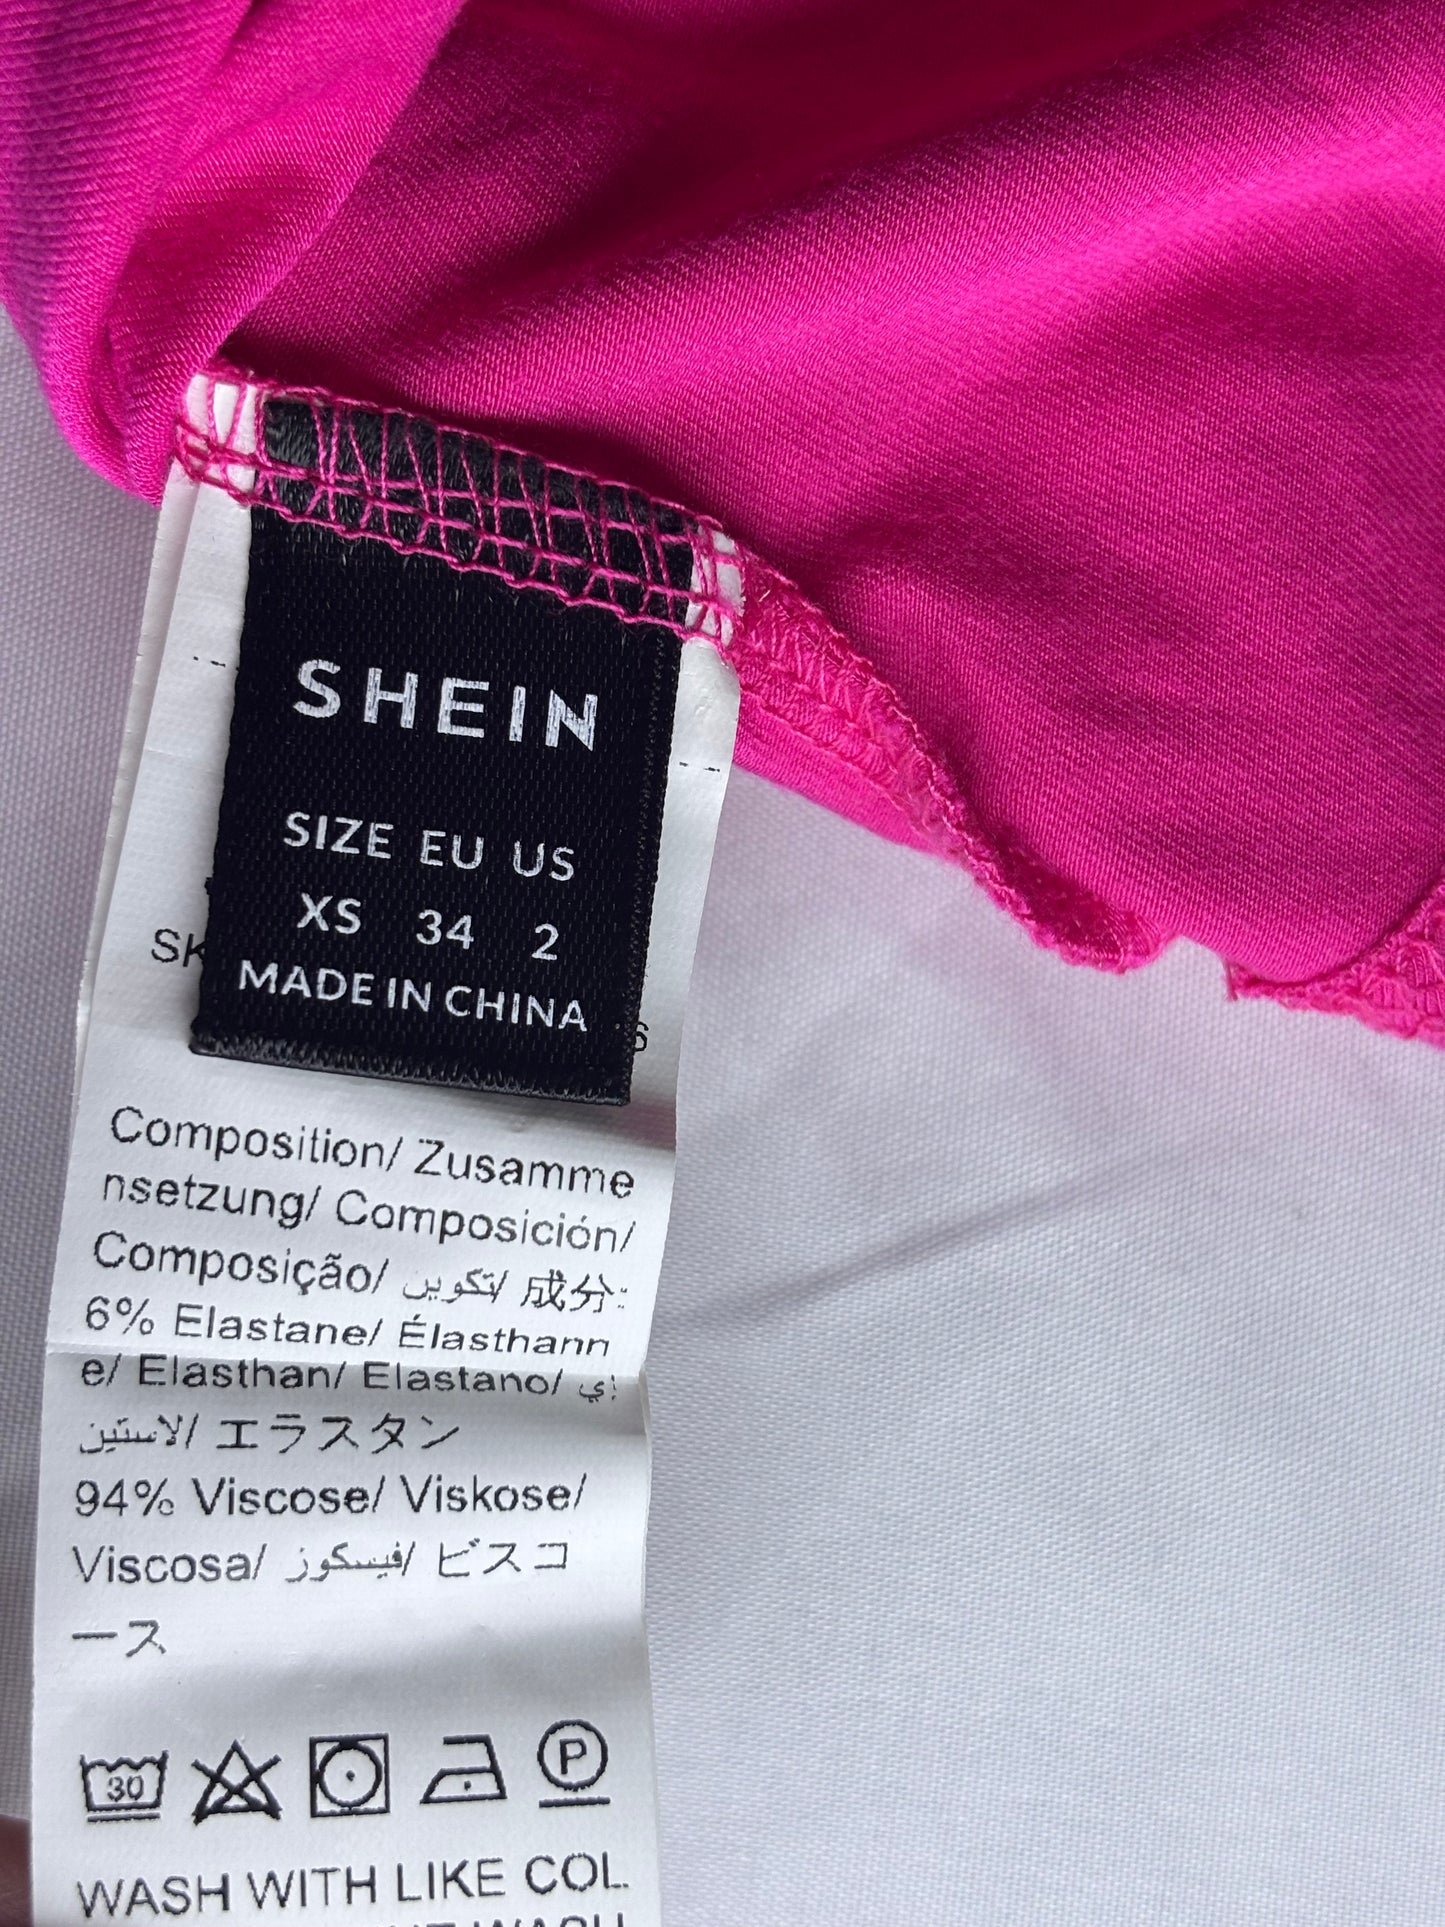 SHEIN
SIZE EU US
XS 34 2
MADE IN CHINA
Composition/ Zusamme
nsetzung/ Composición/
Composição/ تكوين/ 成分:
6% Elastane/ Élasthann
e/ Elasthan/ Elastano/ إي
لاستين/ エラスタン
94% Viscose/ Viskose/
Viscosa/ فيسكوز/ ビスコ
ース
30
P
WASH WITH LIKE COL.